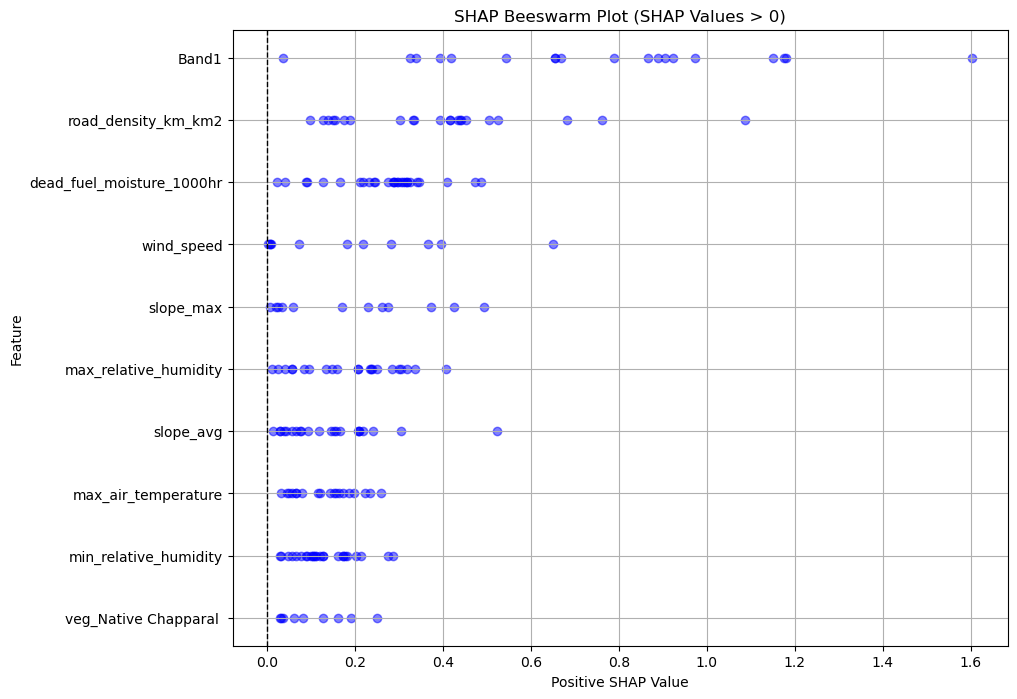 SHAP Beeswarm Plot (SHAP Values > 0)
Band1
road_density_km_km2
dead_fuel_moisture_1000hr
wind_speed
slope_max
max_relative_humidity
slope_avg
max_air_temperature
min_relative_humidity
veg_Native Chapparal
Feature
0.0 0.2 0.4 0.6 0.8 1.0 1.2 1.4 1.6
Positive SHAP Value